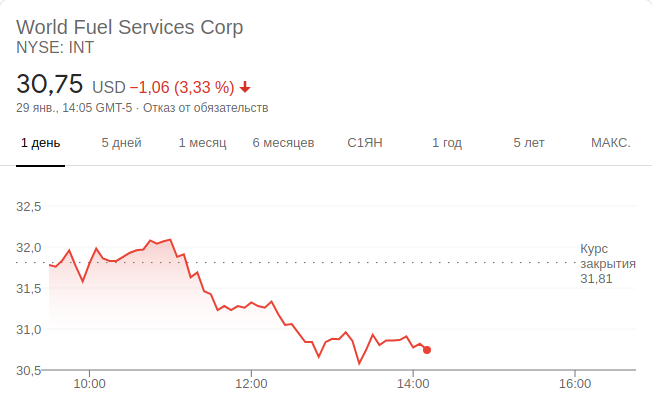 World Fuel Services Corp
NYSE: INT
30,75 USD −1,06 (3,33 %)
29 янв., 14:05 GMT-5 · Отказ от обязательств
1 день 5 дней 1 месяц 6 месяцев С1ЯН 1 год 5 лет МАКС.
32,5
32,0
31,5
31,0
30,5
Курс
закрытия
31,81
10:00 12:00 14:00 16:00